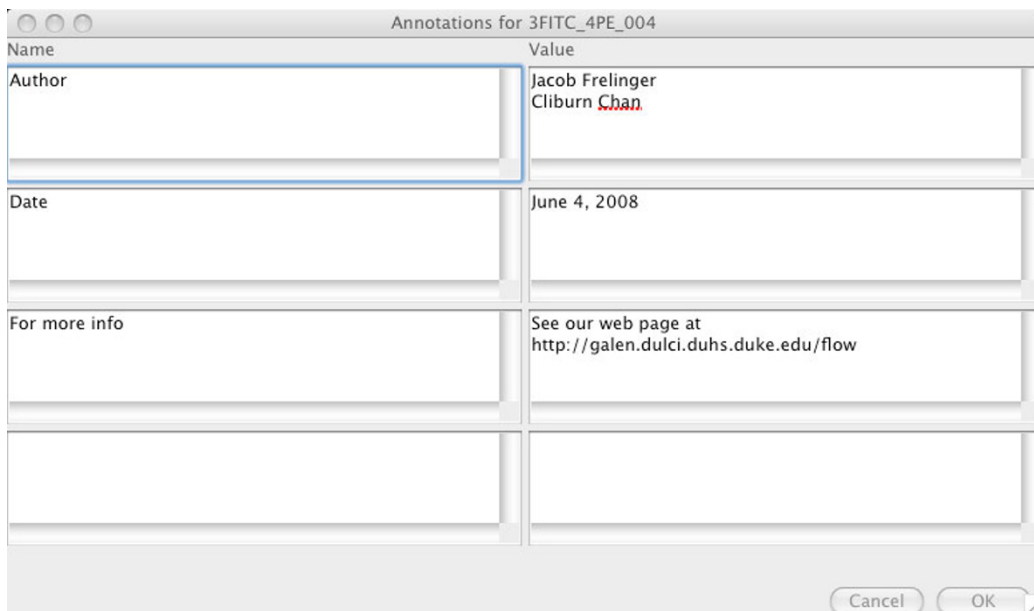 Annotations for 3FITC_4PE_004
Name Value
Author
Jacob Frelinger
Cliburn Chan
Date
June 4, 2008
For more info
See our web page at
http://galen.dulci.duhs.duke.edu/flow
Cancel OK